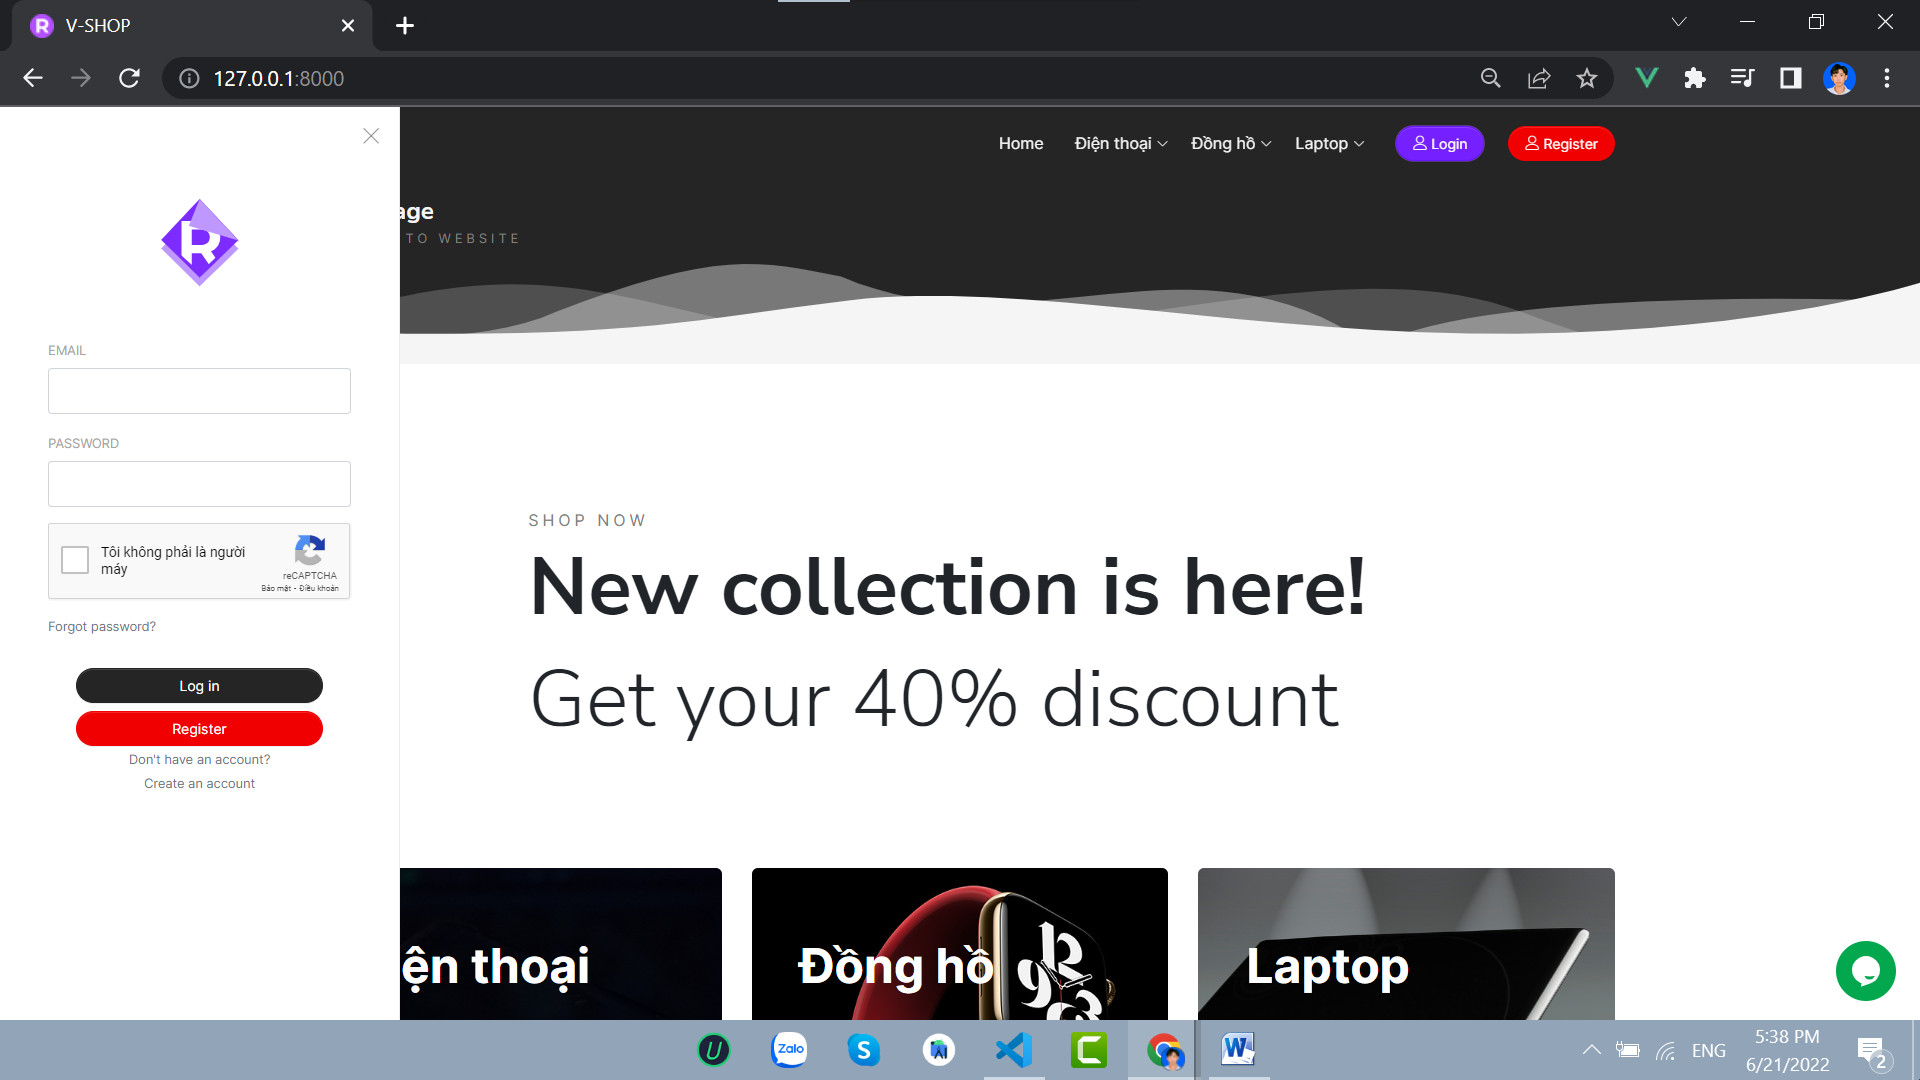 V-SHOP
127.0.0.1:8000
Home
Điện thoại
Đồng hồ
Laptop
Login
Register
age
TO WEBSITE
R
EMAIL
PASSWORD
Tôi không phải là người
máy
reCAPTCHA
Bảo mật - Điều khoản
Forgot password?
Log in
Register
Don't have an account?
Create an account
SHOP NOW
New collection is here!
Get your 40% discount
ện thoại
Đồng hồ
Laptop
Zalo
ENG
5:38 PM
6/21/2022
2